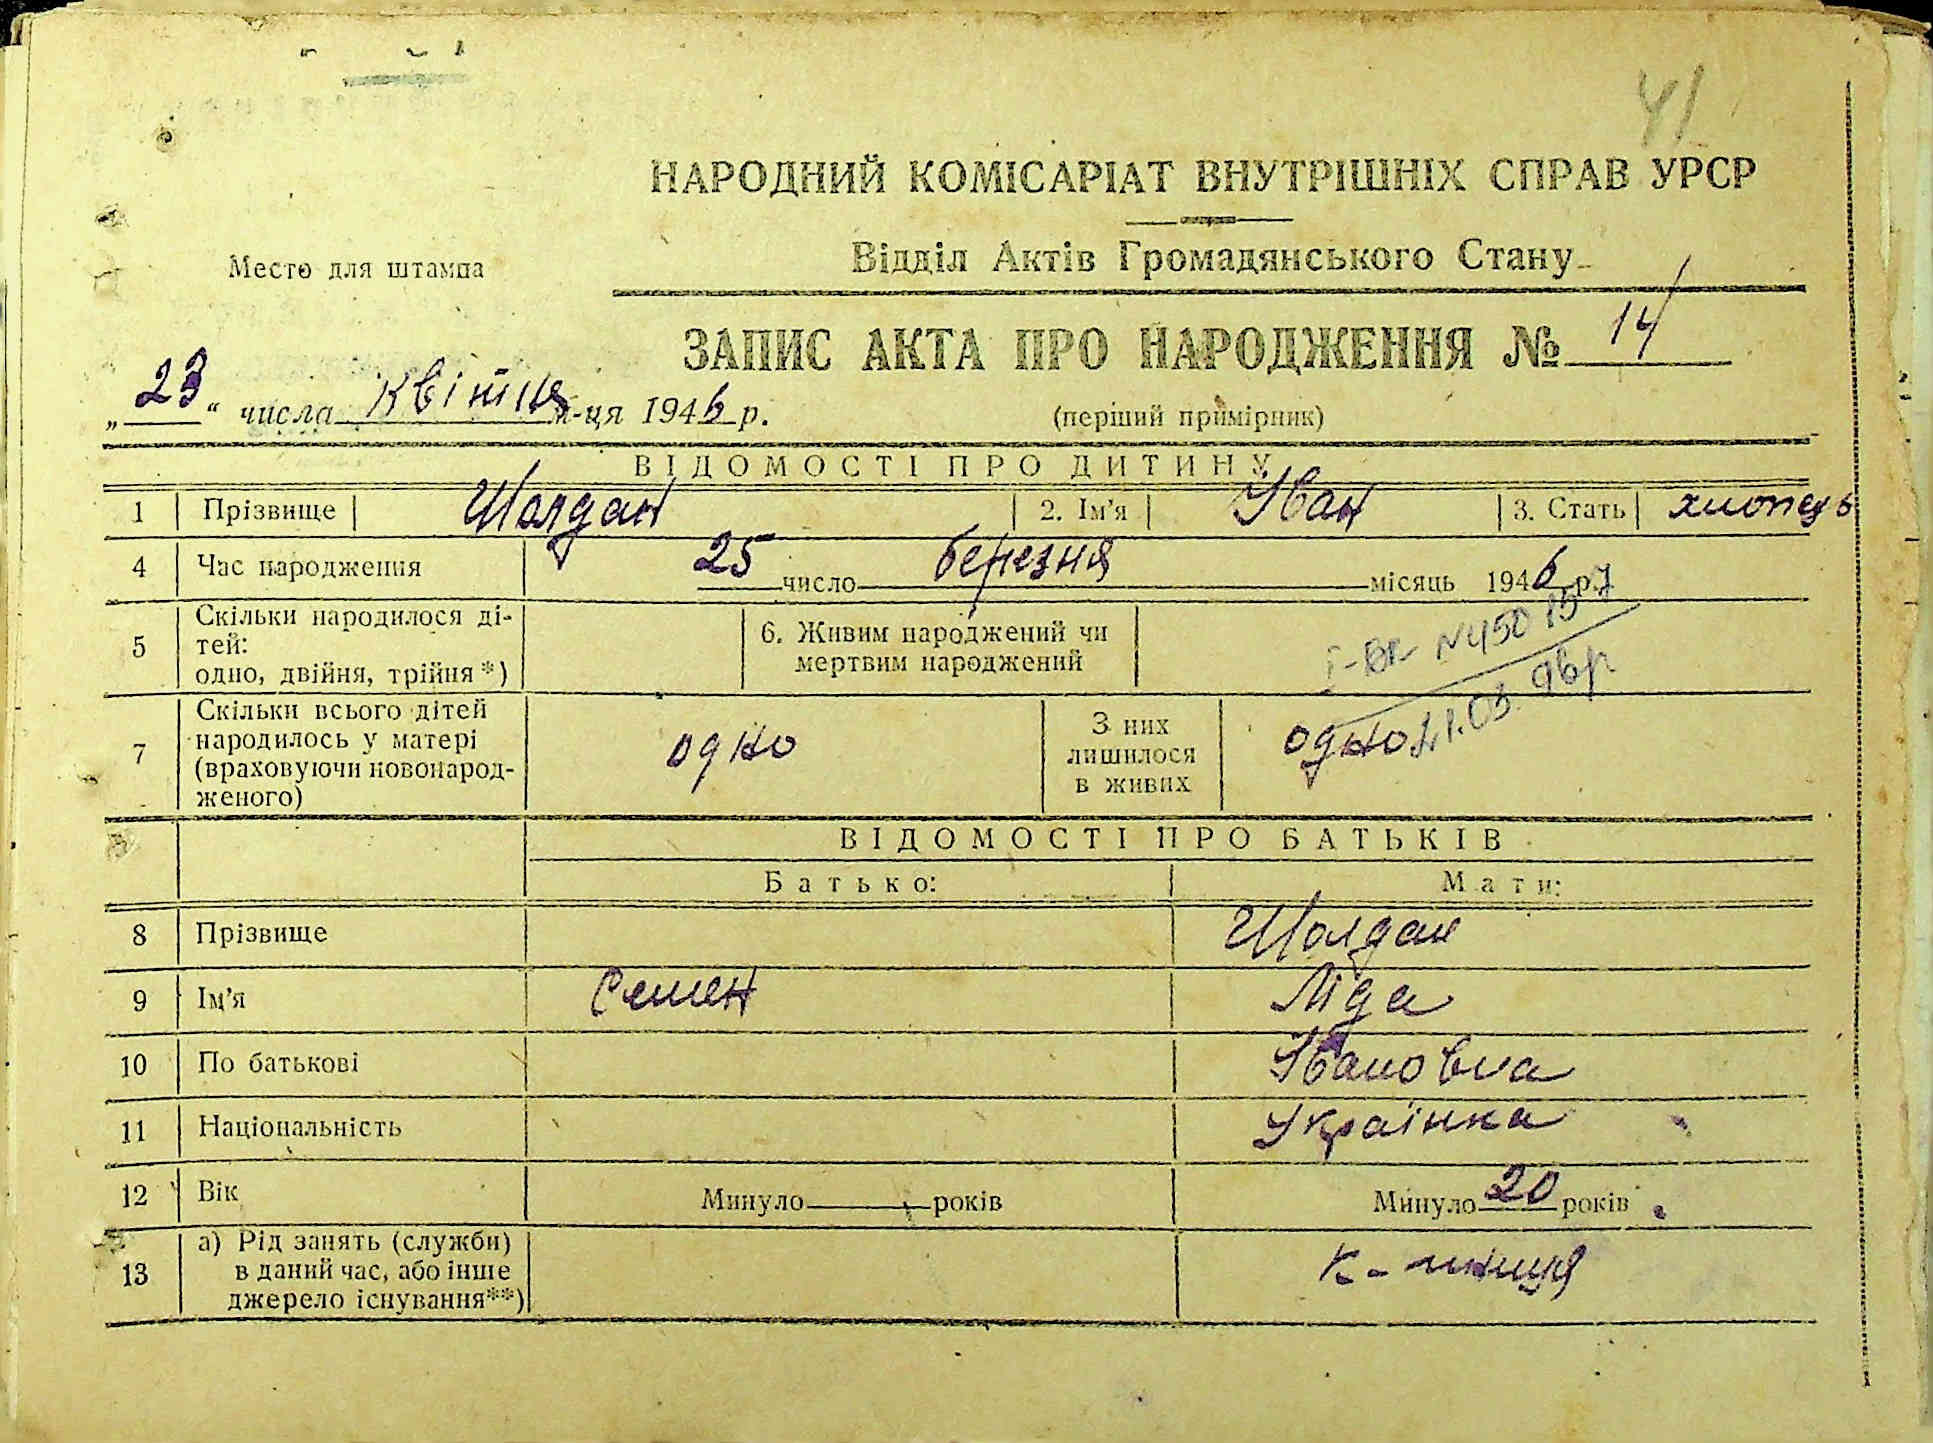 41
НАРОДНИЙ КОМІСАРІАТ ВНУТРІШНІХ СПРАВ УРСР
Место для штампа
Відділ Актів Громадянського Стану
ЗАПИС АКТА ПРО НАРОДЖЕННЯ № 14
„23“ числа квітня м-ця 1946 р.
(перший примірник)
ВІДОМОСТІ ПРО ДИТИНУ
1 Прізвище Шолдан 2. Ім’я Іван 3. Стать хлопець
4 Час народження 25 число березня місяць 1946 р.
5 Скільки народилося ді-
тей:
одно, двійня, трійня *)
6. Живим народжений чи
мертвим народжений
7 Скільки всього дітей
народилось у матері
(враховуючи новонарод-
женого)
одно
З них
лишилося
в живих
одно
ВІДОМОСТІ ПРО БАТЬКІВ
Батько: Мати:
8 Прізвище Шолдан
9 Ім’я Семен Ліда
10 По батькові Івановна
11 Національність Українка
12 Вік Минуло років Минуло 20 років
13 а) Рід занять (служби)
в даний час, або інше
джерело існування**)